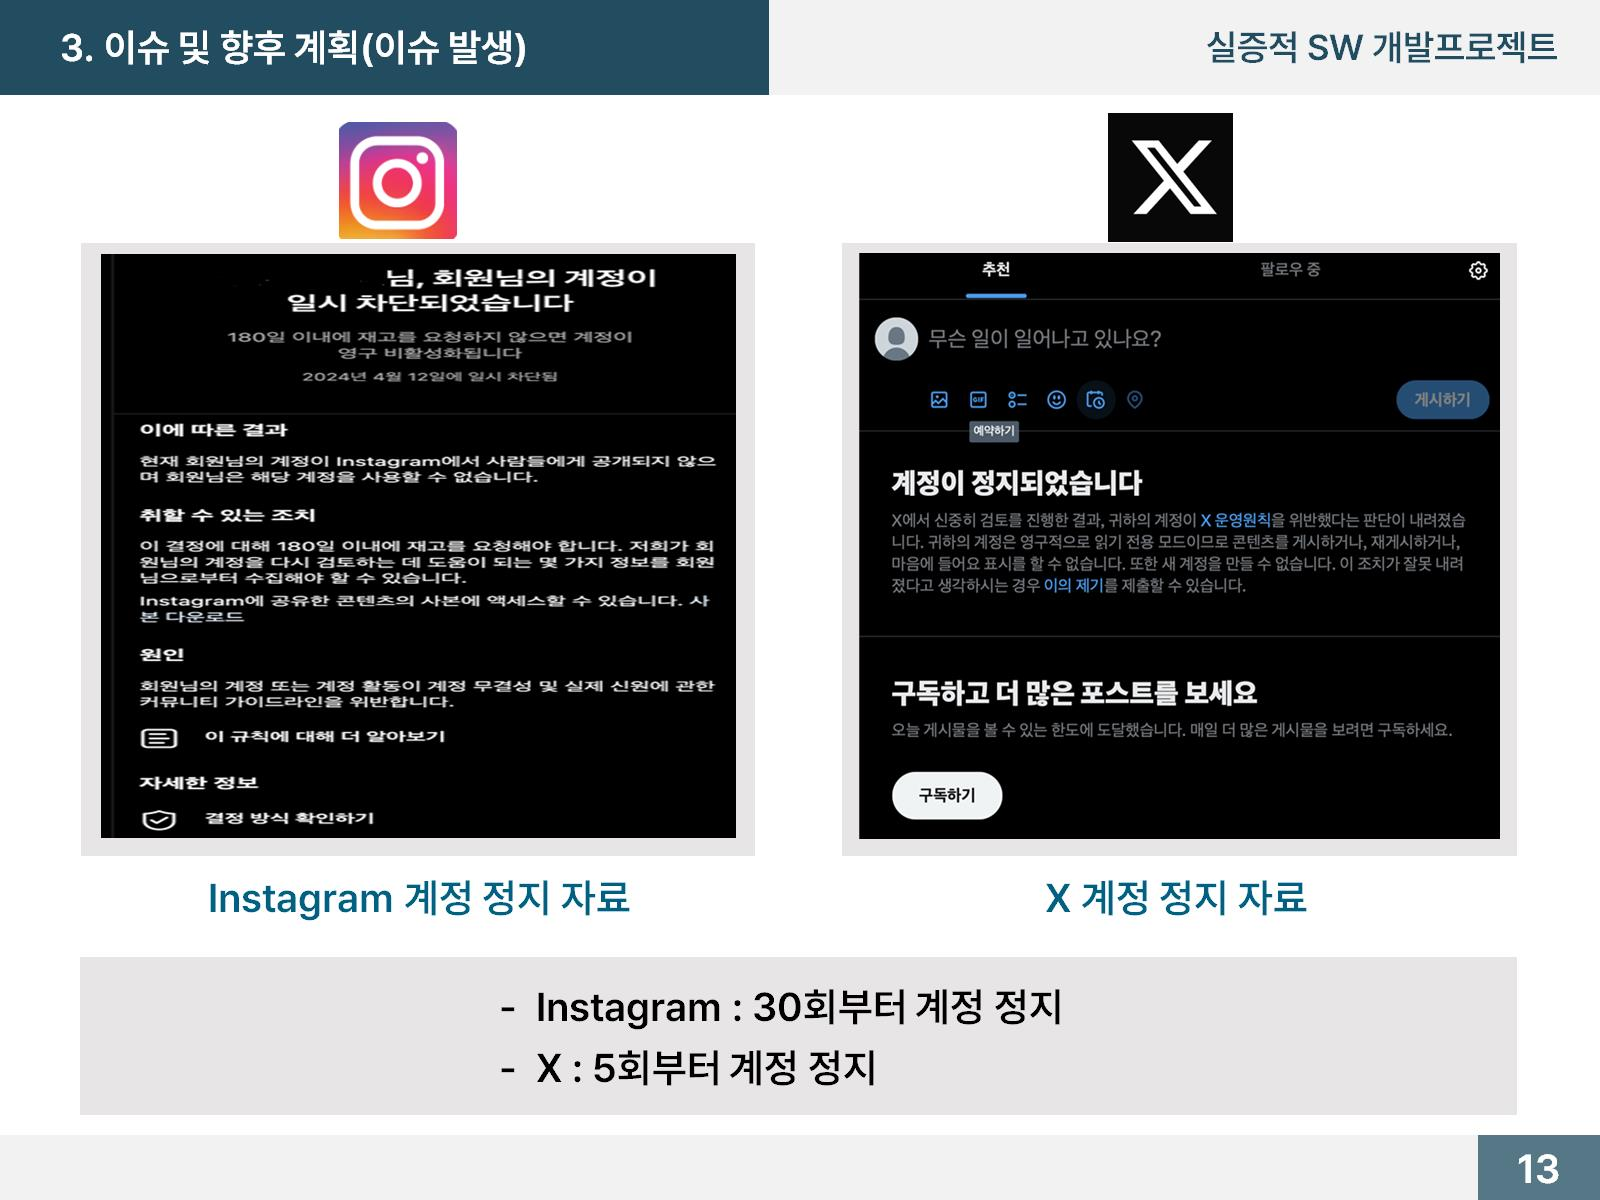 3. 이슈 및 향후 계획(이슈 발생)
실증적 SW 개발프로젝트
님, 회원님의 계정이
일시 차단되었습니다
180일 이내에 재고를 요청하지 않으면 계정이
영구 비활성화됩니다
2024년 4월 12일에 일시 차단됨
이에 따른 결과
현재 회원님의 계정이 Instagram에서 사람들에게 공개되지 않으
며 회원님은 해당 계정을 사용할 수 없습니다.
취할 수 있는 조치
이 결정에 대해 180일 이내에 재고를 요청해야 합니다. 저희가 회
원님의 계정을 다시 검토하는 데 도움이 되는 몇 가지 정보를 회원
님으로부터 수집해야 할 수 있습니다.
Instagram에 공유한 콘텐츠의 사본에 액세스할 수 있습니다. 사
본 다운로드
원인
회원님의 계정 또는 계정 활동이 계정 무결성 및 실제 신원에 관한
커뮤니티 가이드라인을 위반합니다.
이 규칙에 대해 더 알아보기
자세한 정보
결정 방식 확인하기
Instagram 계정 정지 자료
추천
팔로우 중
무슨 일이 일어나고 있나요?
GIF
게시하기
예약하기
계정이 정지되었습니다
X에서 신중히 검토를 진행한 결과, 귀하의 계정이 X 운영원칙을 위반했다는 판단이 내려졌습
니다. 귀하의 계정은 영구적으로 읽기 전용 모드이므로 콘텐츠를 게시하거나, 재게시하거나,
마음에 들어요 표시를 할 수 없습니다. 또한 새 계정을 만들 수 없습니다. 이 조치가 잘못 내려
졌다고 생각하시는 경우 이의 제기를 제출할 수 있습니다.
구독하고 더 많은 포스트를 보세요
오늘 게시물을 볼 수 있는 한도에 도달했습니다. 매일 더 많은 게시물을 보려면 구독하세요.
구독하기
X 계정 정지 자료
- Instagram : 30회부터 계정 정지
- X : 5회부터 계정 정지
13